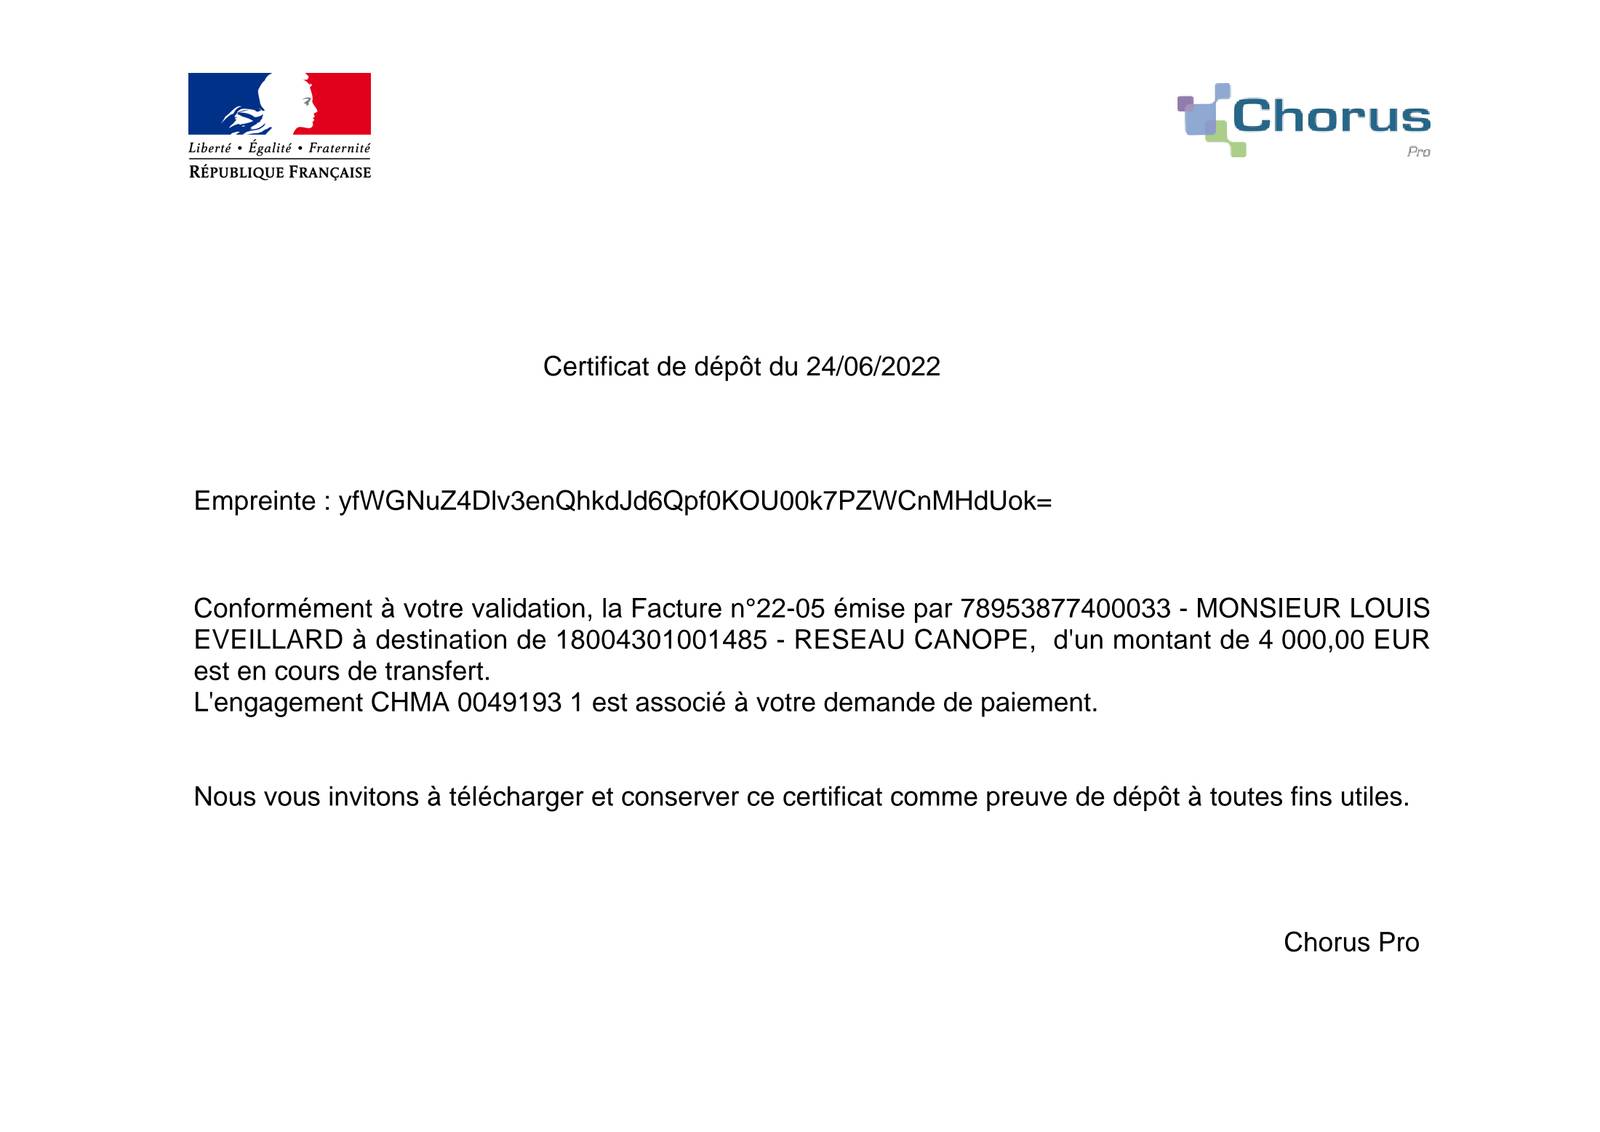 Liberté • Égalité • Fraternité
RÉPUBLIQUE FRANÇAISE
Chorus
Pro
Certificat de dépôt du 24/06/2022
Empreinte : yfWGNuZ4Dlv3enQhkdJd6Qpf0KOU00k7PZWCnMHdUok=
Conformément à votre validation, la Facture n°22-05 émise par 78953877400033 - MONSIEUR LOUIS
EVEILLARD à destination de 18004301001485 - RESEAU CANOPE,  d'un montant de 4 000,00 EUR
est en cours de transfert.
L'engagement CHMA 0049193 1 est associé à votre demande de paiement.
Nous vous invitons à télécharger et conserver ce certificat comme preuve de dépôt à toutes fins utiles.
Chorus Pro